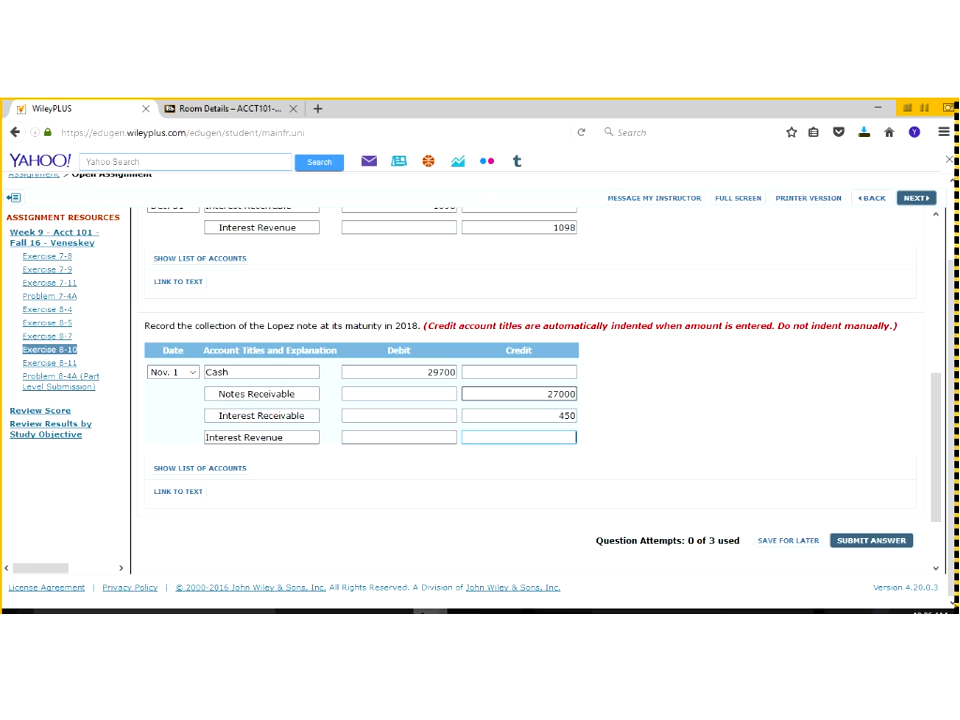 WileyPLUS
Room Details – ACCT101-...
https://edugen.wileyplus.com/edugen/student/mainfr.uni
Search
YAHOO!
Yahoo Search
Search
Assignment > Open Assignment
MESSAGE MY INSTRUCTOR
FULL SCREEN
PRINTER VERSION
BACK
NEXT
ASSIGNMENT RESOURCES
Week 9 - Acct 101 -
Fall 16 - Veneskey
Exercise 7-8
Exercise 7-9
Exercise 7-11
Problem 7-4A
Exercise 8-4
Exercise 8-5
Exercise 8-7
Exercise 8-10
Exercise 8-11
Problem 8-4A (Part
Level Submission)
Review Score
Review Results by
Study Objective
Dec. 31 Interest Receivable 1098
Interest Revenue 1098
SHOW LIST OF ACCOUNTS
LINK TO TEXT
Record the collection of the Lopez note at its maturity in 2018. (Credit account titles are automatically indented when amount is entered. Do not indent manually.)
Date Account Titles and Explanation Debit Credit
Nov. 1 Cash 29700
Notes Receivable 27000
Interest Receivable 450
Interest Revenue
SHOW LIST OF ACCOUNTS
LINK TO TEXT
Question Attempts: 0 of 3 used
SAVE FOR LATER
SUBMIT ANSWER
License Agreement | Privacy Policy | © 2000-2016 John Wiley & Sons, Inc. All Rights Reserved. A Division of John Wiley & Sons, Inc.
Version 4.20.0.3